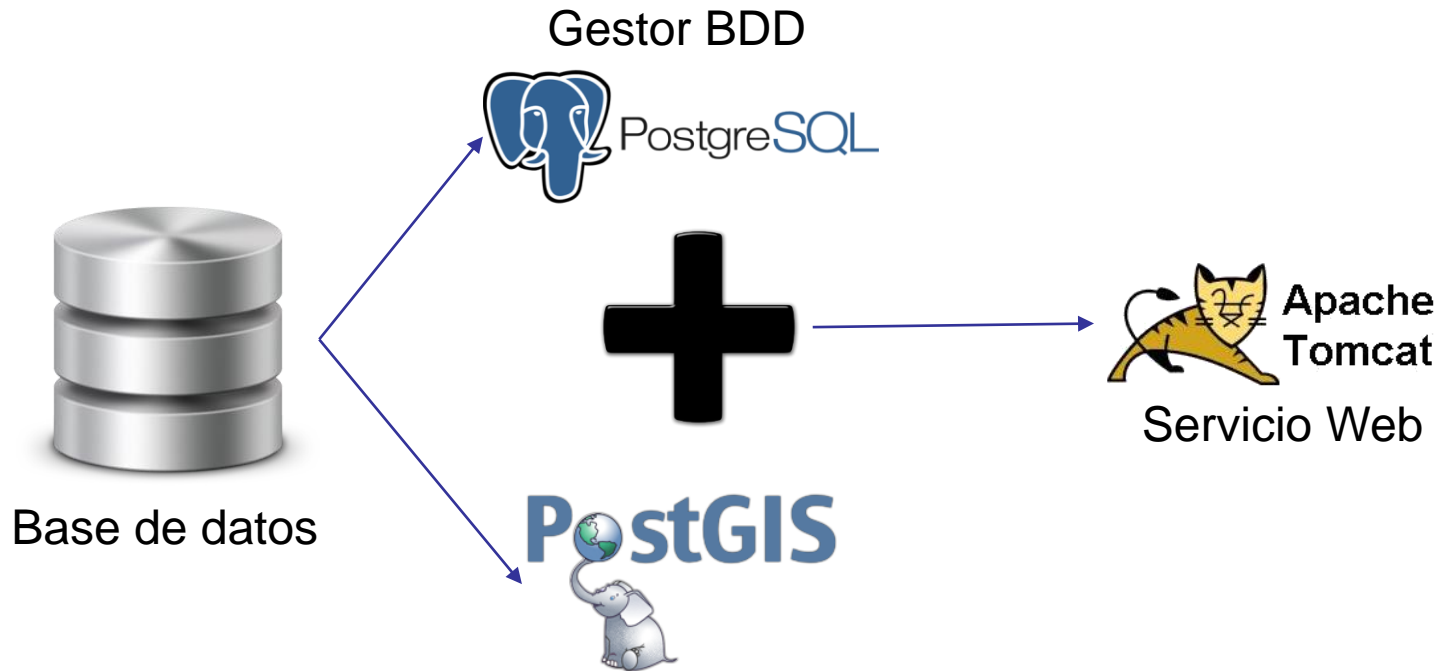 Gestor BDD
PostgreSQL
Base de datos
PostGIS
Apache
Tomcat
Servicio Web